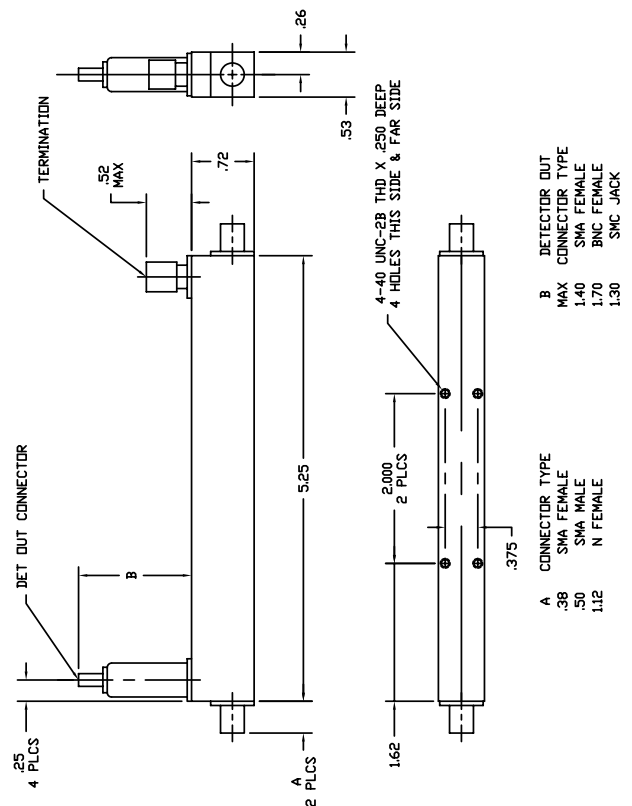 TERMINATION
.52
MAX
.72
.26
.53
DET OUT CONNECTOR
B
.25
4 PLCS
5.25
A
2 PLCS
4-40 UNC-2B THD X .250 DEEP
4 HOLES THIS SIDE & FAR SIDE
2.000
2 PLCS
1.62
.375
A CONNECTOR TYPE
.38 SMA FEMALE
.50 SMA MALE
1.12 N FEMALE
B DETECTOR OUT
MAX CONNECTOR TYPE
1.40 SMA FEMALE
1.70 BNC FEMALE
1.30 SMC JACK